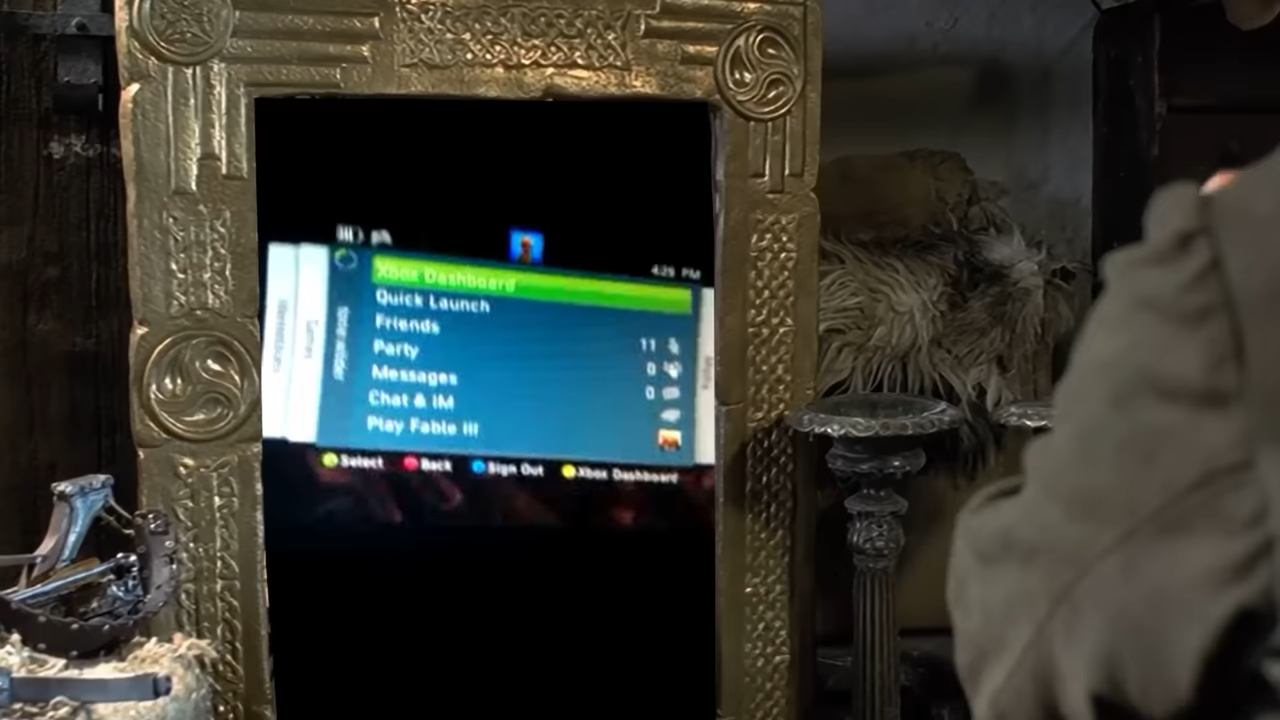 4:29 PM
Xbox Dashboard
Quick Launch
Friends
Party 11
Messages 0
Chat & IM 0
Play Fable III
Games
Select Back Sign Out Xbox Dashboard